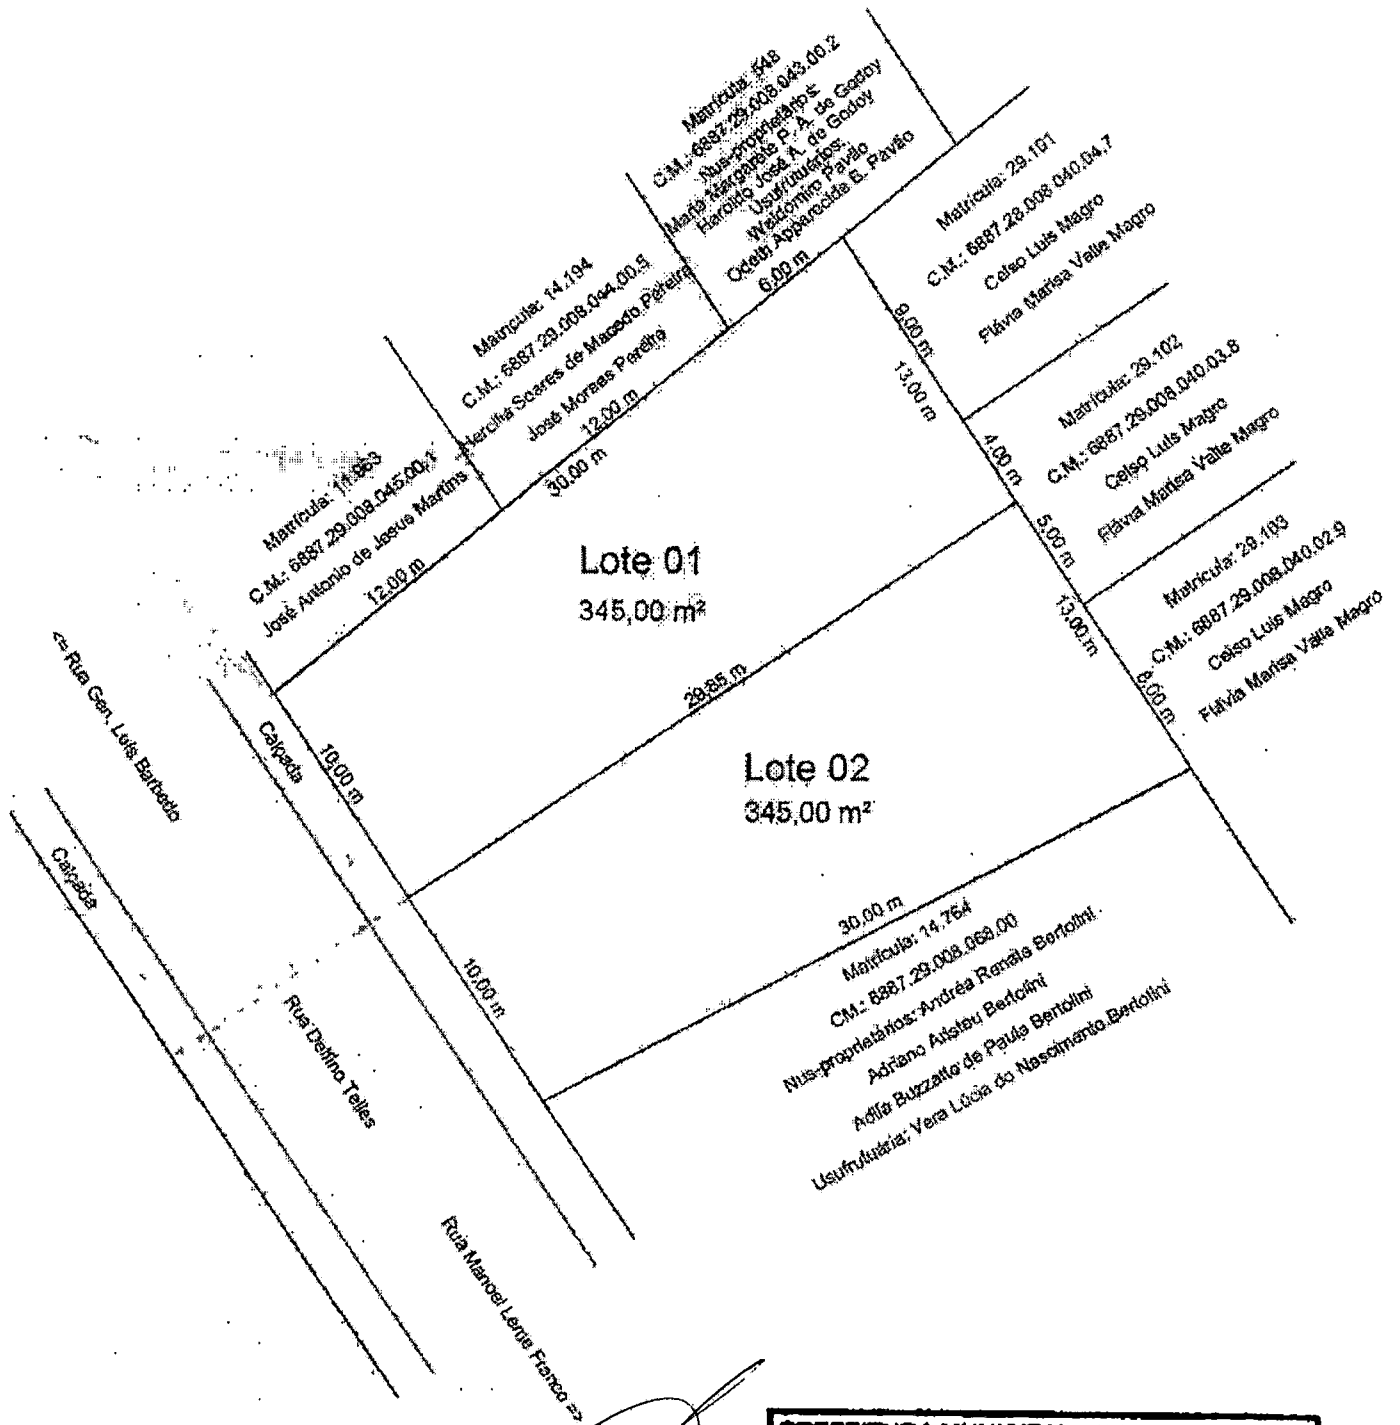 Matrícula: 548
C.M.: 6887.29.008.043.00.2
Nus-proprietários:
Maria Margarete P. A. de Godoy
Haroldo José A. de Godoy
Usufrutuários:
Waldomiro Pavão
Odeth Apparecida B. Pavão
6,00 m
Matrícula: 14.194
C.M.: 6887.29.008.044.00.5
Hercilia Soares de Macedo Pereira
José Moraes Pereira
12,00 m
30,00 m
Matrícula:
C.M.: 6887.29.008.045.00.1
José Antonio de Jesus Martins
12,00 m
Matrícula: 29.101
C.M.: 6887.28.008.040.04.7
Celso Luis Magro
Flávia Marisa Valle Magro
9,00 m
13,00 m
Matrícula: 29.102
C.M.: 6887.29.008.040.03.8
Celso Luis Magro
Flávia Marisa Valle Magro
4,00 m
5,00 m
Matrícula: 29.103
C.M.: 6887.29.008.040.02.9
Celso Luis Magro
Flávia Marisa Valle Magro
13,00 m
8,00 m
Lote 01
345,00 m²
29,85 m
Lote 02
345,00 m²
10,00 m
10,00 m
30,00 m
Matrícula: 14.764
CM.: 6887.29.008.068.00
Nus-proprietários: Andréa Renata Bertolini
Adriano Aristeu Bertolini
Adila Buzzatto de Paula Bertolini
Usufrutuária: Vera Lúcia do Nascimento Bertolini
<= Rua Gen. Luis Barbedo
Calçada
Calçada
Rua Delfino Telles
Rua Manoel Leme Franco =>